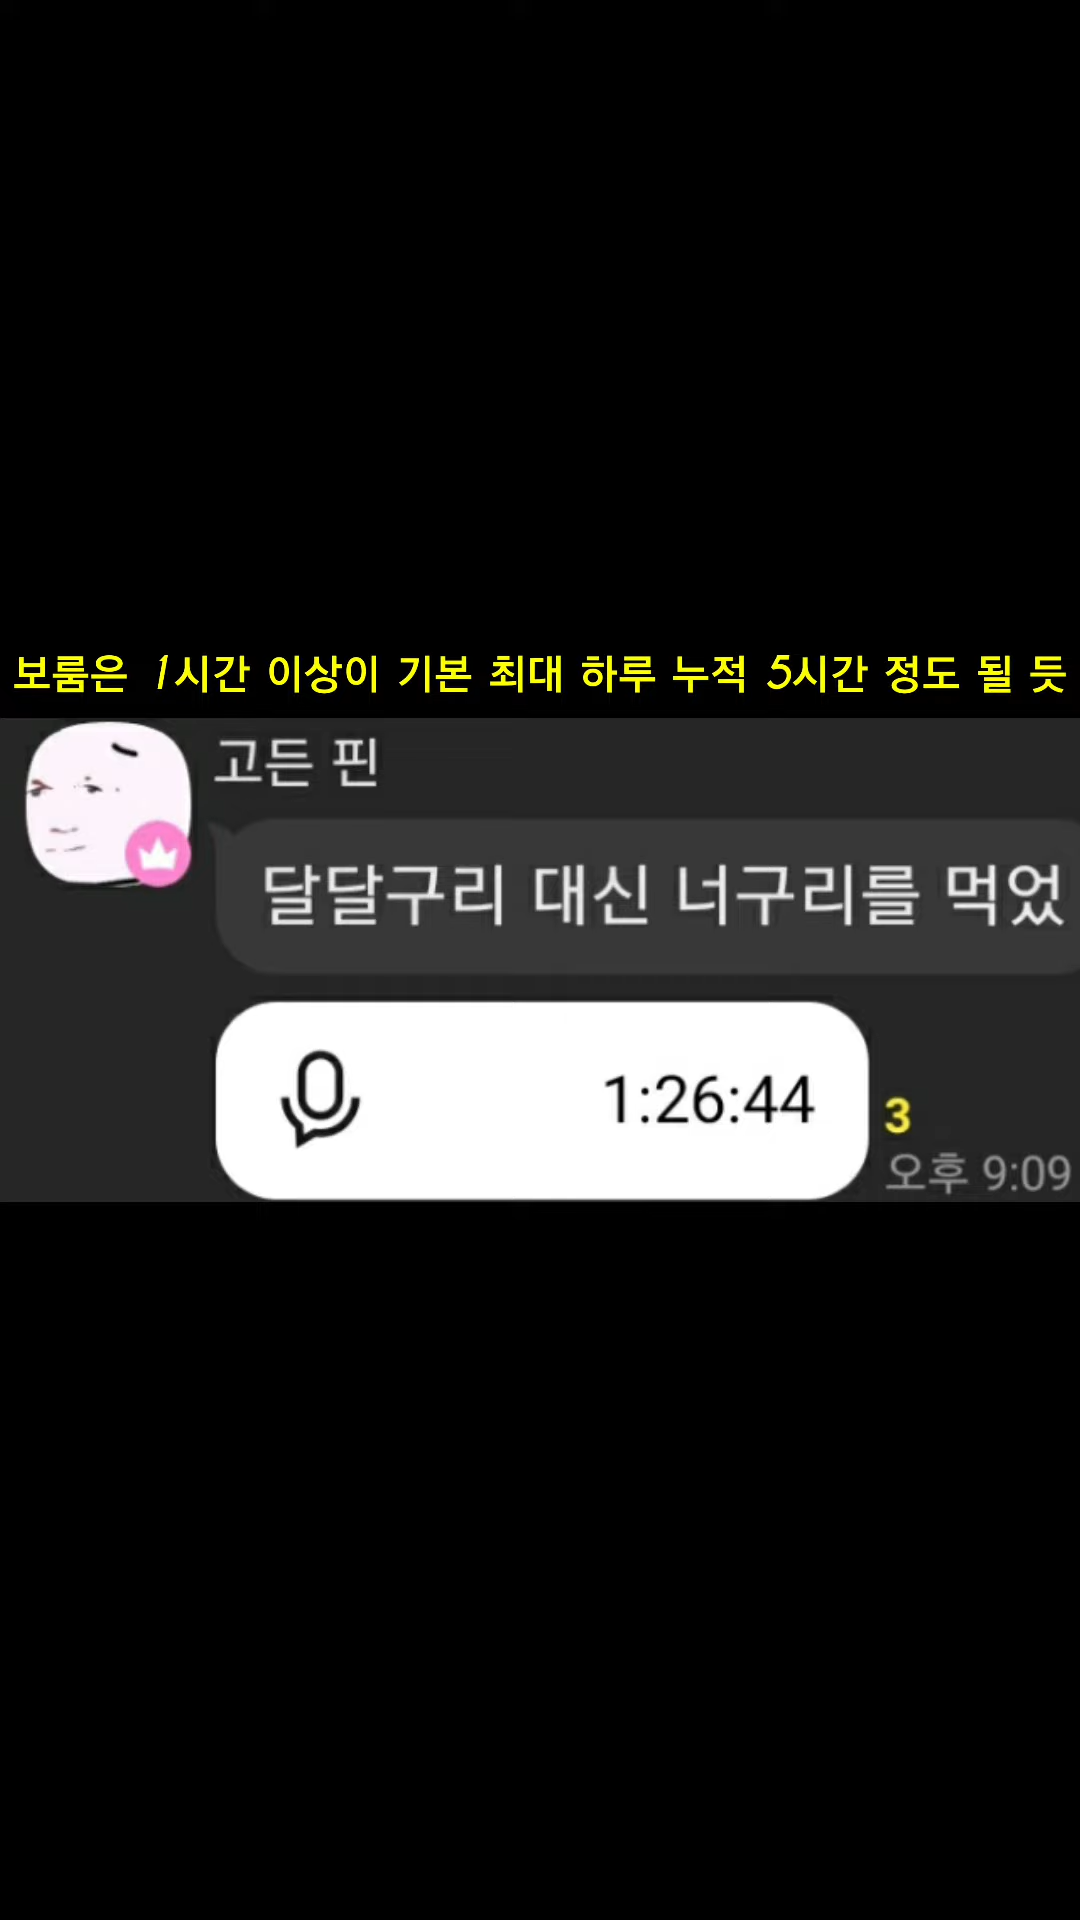 보룸은 1시간 이상이 기본 최대 하루 누적 5시간 정도 될 듯
고든 핀
달달구리 대신 너구리를 먹었
1:26:44
3
오후 9:09